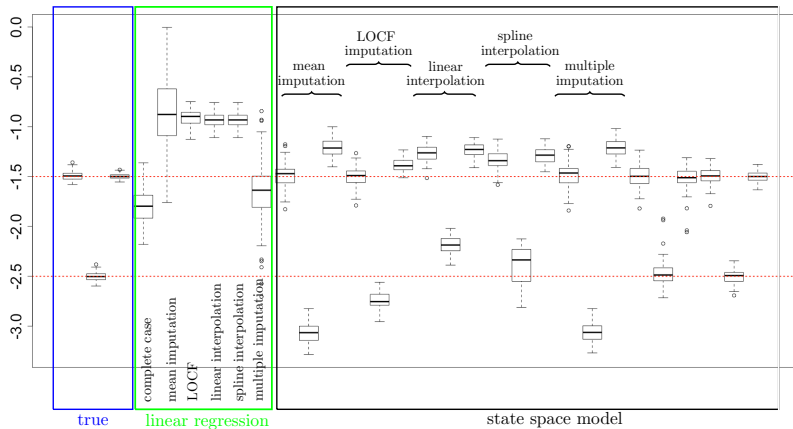 0.0
-0.5
-1.0
-1.5
-2.0
-2.5
-3.0
complete case
mean imputation
LOCF
linear interpolation
spline interpolation
multiple imputation
mean
imputation
LOCF
imputation
linear
interpolation
spline
interpolation
multiple
imputation
true
linear regression
state space model